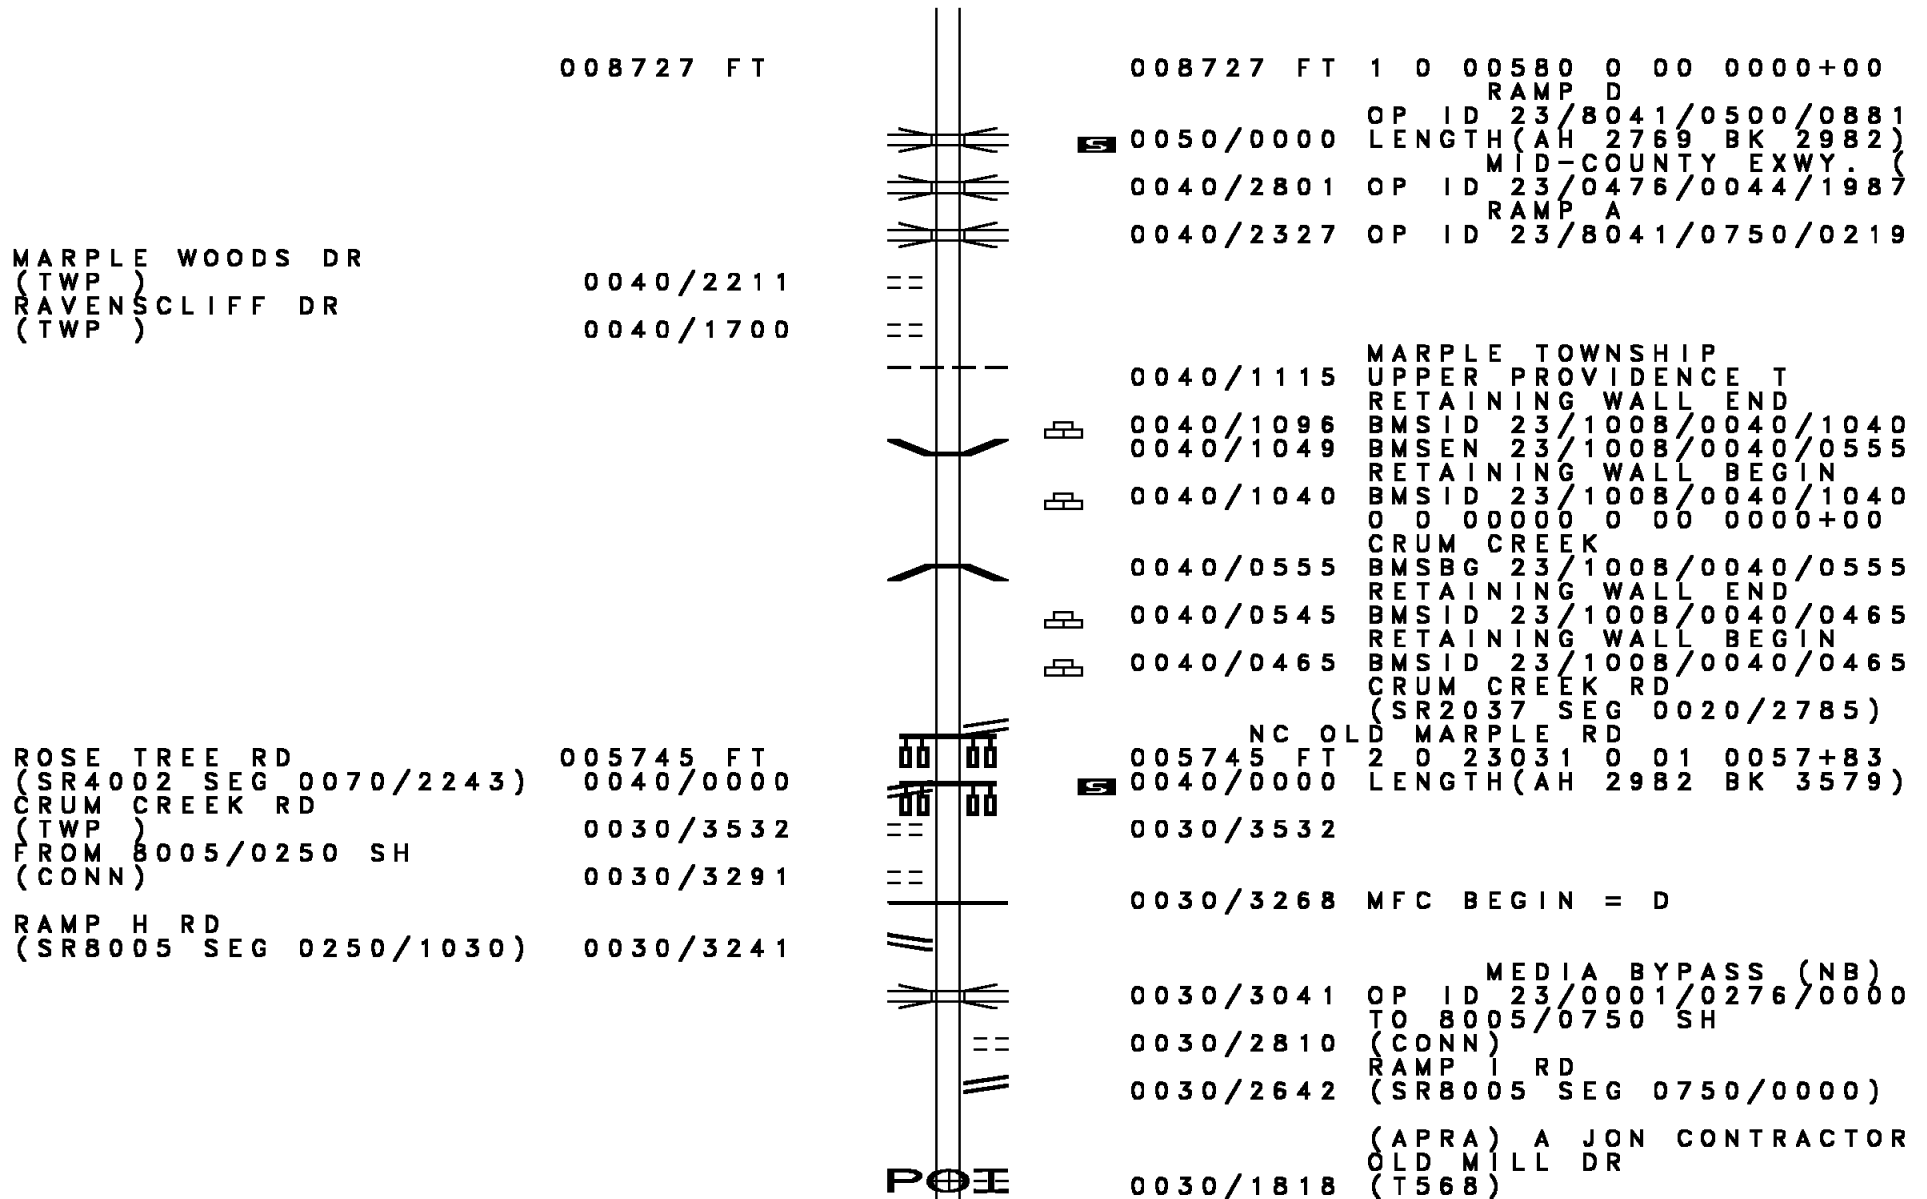 008727 FT 008727 FT 1 0 00580 0 00 0000+00
RAMP D
OP ID 23/8041/0500/0881
S 0050/0000 LENGTH(AH 2769 BK 2982)
MID-COUNTY EXWY. (
0040/2801 OP ID 23/0476/0044/1987
RAMP A
0040/2327 OP ID 23/8041/0750/0219
MARPLE WOODS DR
(TWP ) 0040/2211
RAVENSCLIFF DR
(TWP ) 0040/1700
MARPLE TOWNSHIP
0040/1115 UPPER PROVIDENCE T
RETAINING WALL END
0040/1096 BMSID 23/1008/0040/1040
0040/1049 BMSEN 23/1008/0040/0555
RETAINING WALL BEGIN
0040/1040 BMSID 23/1008/0040/1040
0 0 00000 0 00 0000+00
CRUM CREEK
0040/0555 BMSBG 23/1008/0040/0555
RETAINING WALL END
0040/0545 BMSID 23/1008/0040/0465
RETAINING WALL BEGIN
0040/0465 BMSID 23/1008/0040/0465
CRUM CREEK RD
(SR2037 SEG 0020/2785)
NC OLD MARPLE RD
ROSE TREE RD 005745 FT 005745 FT 2 0 23031 0 01 0057+83
(SR4002 SEG 0070/2243) 0040/0000 S 0040/0000 LENGTH(AH 2982 BK 3579)
CRUM CREEK RD
(TWP ) 0030/3532 0030/3532
FROM 8005/0250 SH
(CONN) 0030/3291
0030/3268 MFC BEGIN = D
RAMP H RD
(SR8005 SEG 0250/1030) 0030/3241
MEDIA BYPASS (NB)
0030/3041 OP ID 23/0001/0276/0000
TO 8005/0750 SH
0030/2810 (CONN)
RAMP I RD
0030/2642 (SR8005 SEG 0750/0000)
(APRA) A JON CONTRACTOR
OLD MILL DR
POI 0030/1818 (T568)